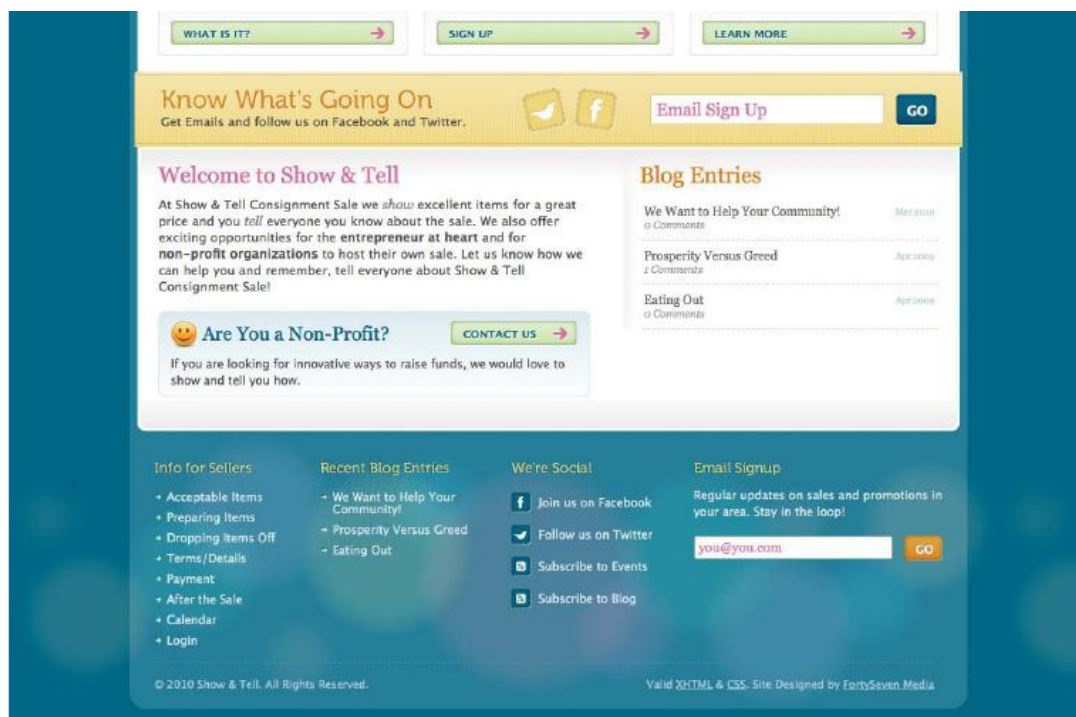 WHAT IS IT?
SIGN UP
LEARN MORE
Know What's Going On
Get Emails and follow us on Facebook and Twitter.
Email Sign Up
GO
Welcome to Show & Tell
At Show & Tell Consignment Sale we show excellent items for a great
price and you tell everyone you know about the sale. We also offer
exciting opportunities for the entrepreneur at heart and for
non-profit organizations to host their own sale. Let us know how we
can help you and remember, tell everyone about Show & Tell
Consignment Sale!
Are You a Non-Profit?
CONTACT US
If you are looking for innovative ways to raise funds, we would love to
show and tell you how.
Blog Entries
We Want to Help Your Community!
0 Comments
Prosperity Versus Greed
Apr 2009
1 Comments
Eating Out
Apr 2009
0 Comments
Info for Sellers
Acceptable Items
Preparing Items
Dropping Items Off
Terms/Details
Payment
After the Sale
Calendar
Login
Recent Blog Entries
We Want to Help Your
Community!
Prosperity Versus Greed
Eating Out
We're Social
Join us on Facebook
Follow us on Twitter
Subscribe to Events
Subscribe to Blog
Email Signup
Regular updates on sales and promotions in
your area. Stay in the loop!
you@you.com
GO
© 2010 Show & Tell. All Rights Reserved.
Valid XHTML & CSS. Site Designed by FortySeven Media